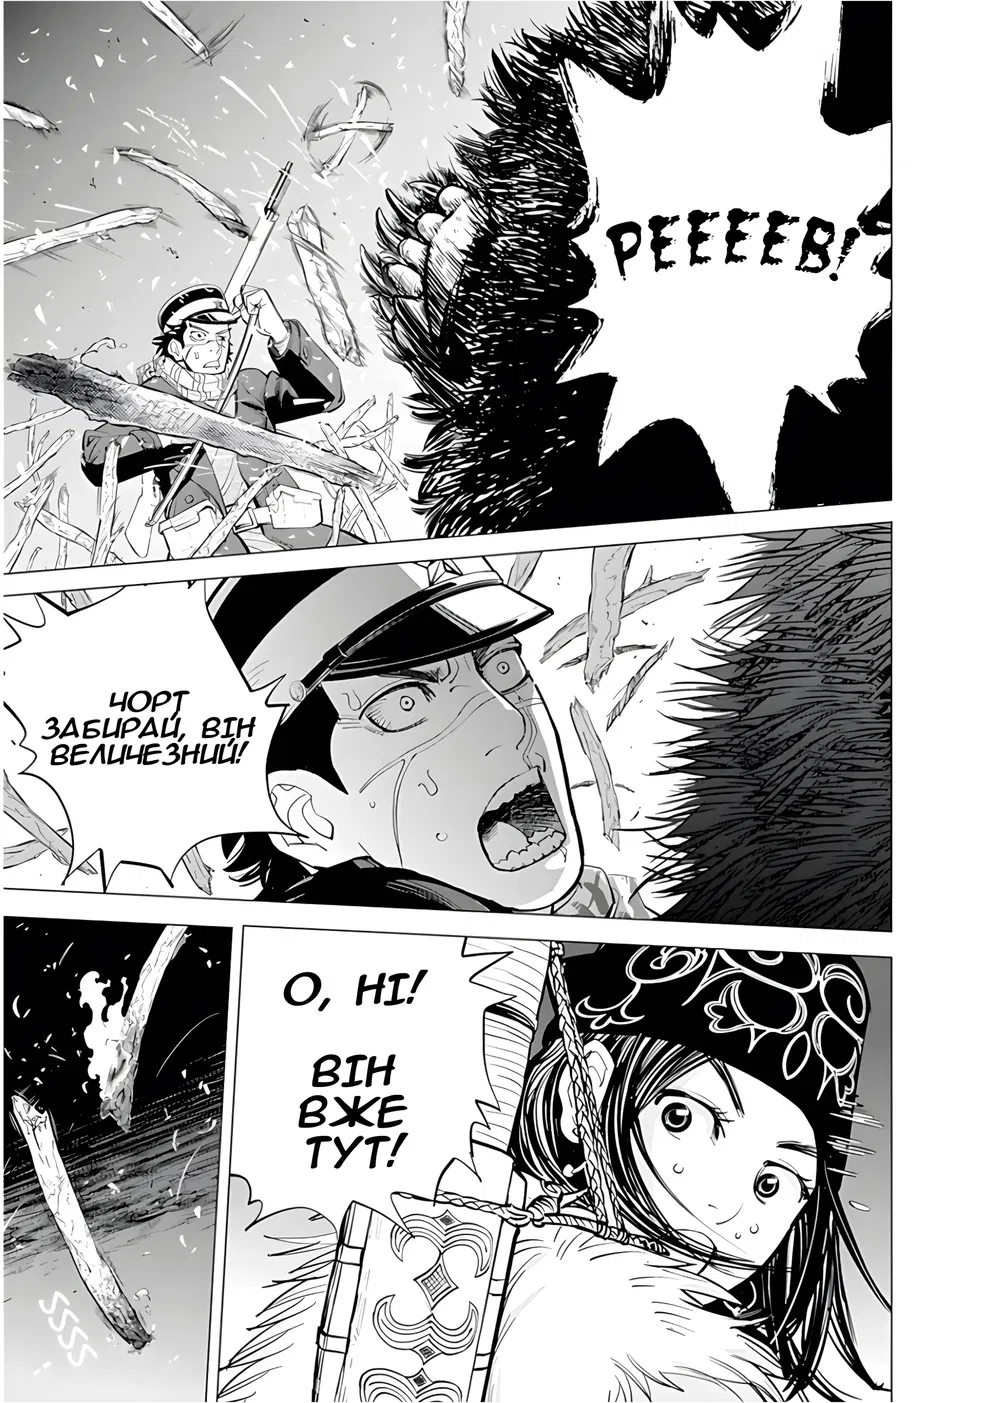 РЕЕЕЕВ!
ЧОРТ
ЗАБИРАЙ, ВІН
ВЕЛИЧЕЗНИЙ!
О, НІ!
ВІН
ВЖЕ
ТУТ!
SSSS